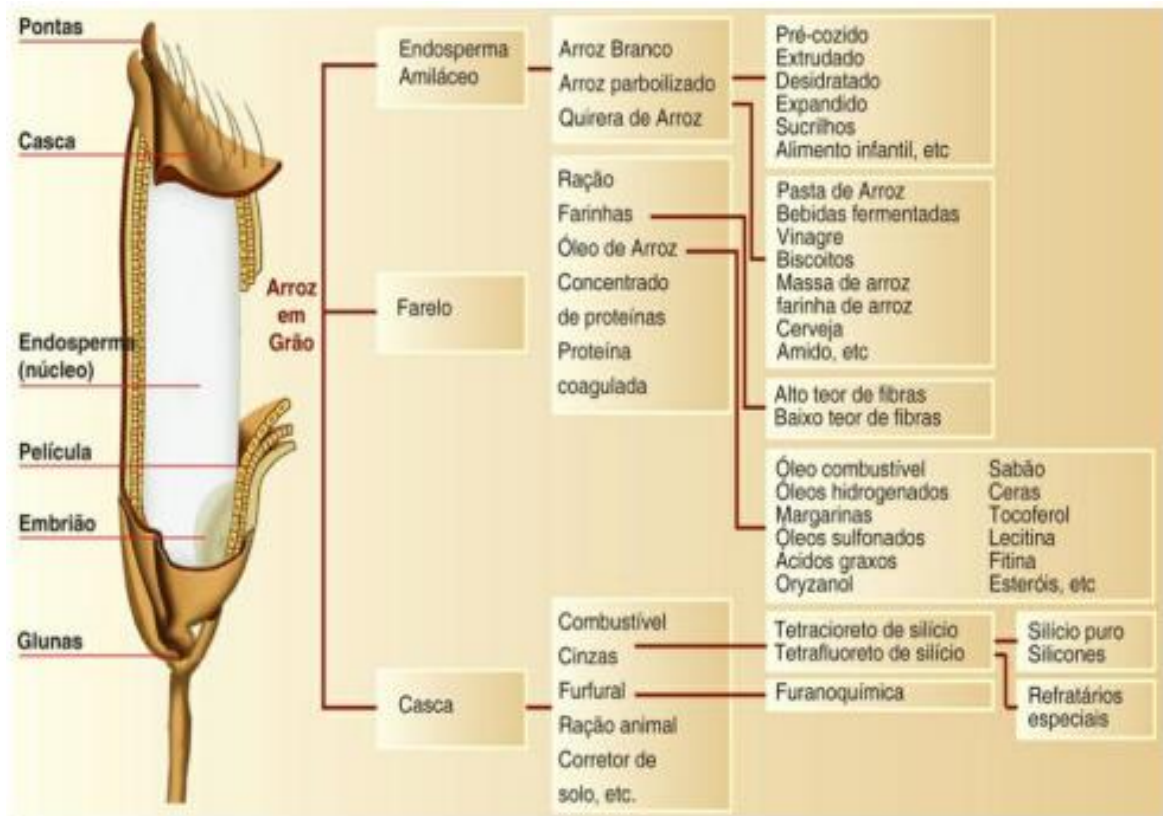 Pontas
Casca
Endosperma
(núcleo)
Película
Embrião
Glunas
Arroz
em
Grão
Endosperma
Amiláceo
Farelo
Casca
Arroz Branco
Arroz parboilizado
Quirera de Arroz
Ração
Farinhas
Óleo de Arroz
Concentrado
de proteínas
Proteína
coagulada
Combustível
Cinzas
Furfural
Ração animal
Corretor de
solo, etc.
Pré-cozido
Extrudado
Desidratado
Expandido
Sucrilhos
Alimento infantil, etc
Pasta de Arroz
Bebidas fermentadas
Vinagre
Biscoitos
Massa de arroz
farinha de arroz
Cerveja
Amido, etc
Alto teor de fibras
Baixo teor de fibras
Óleo combustível
Óleos hidrogenados
Margarinas
Óleos sulfonados
Ácidos graxos
Oryzanol
Sabão
Ceras
Tocoferol
Lecitina
Fitina
Esteróis, etc
Tetracioreto de silício
Tetrafluoreto de silício
Furanoquímica
Silício puro
Silicones
Refratários
especiais